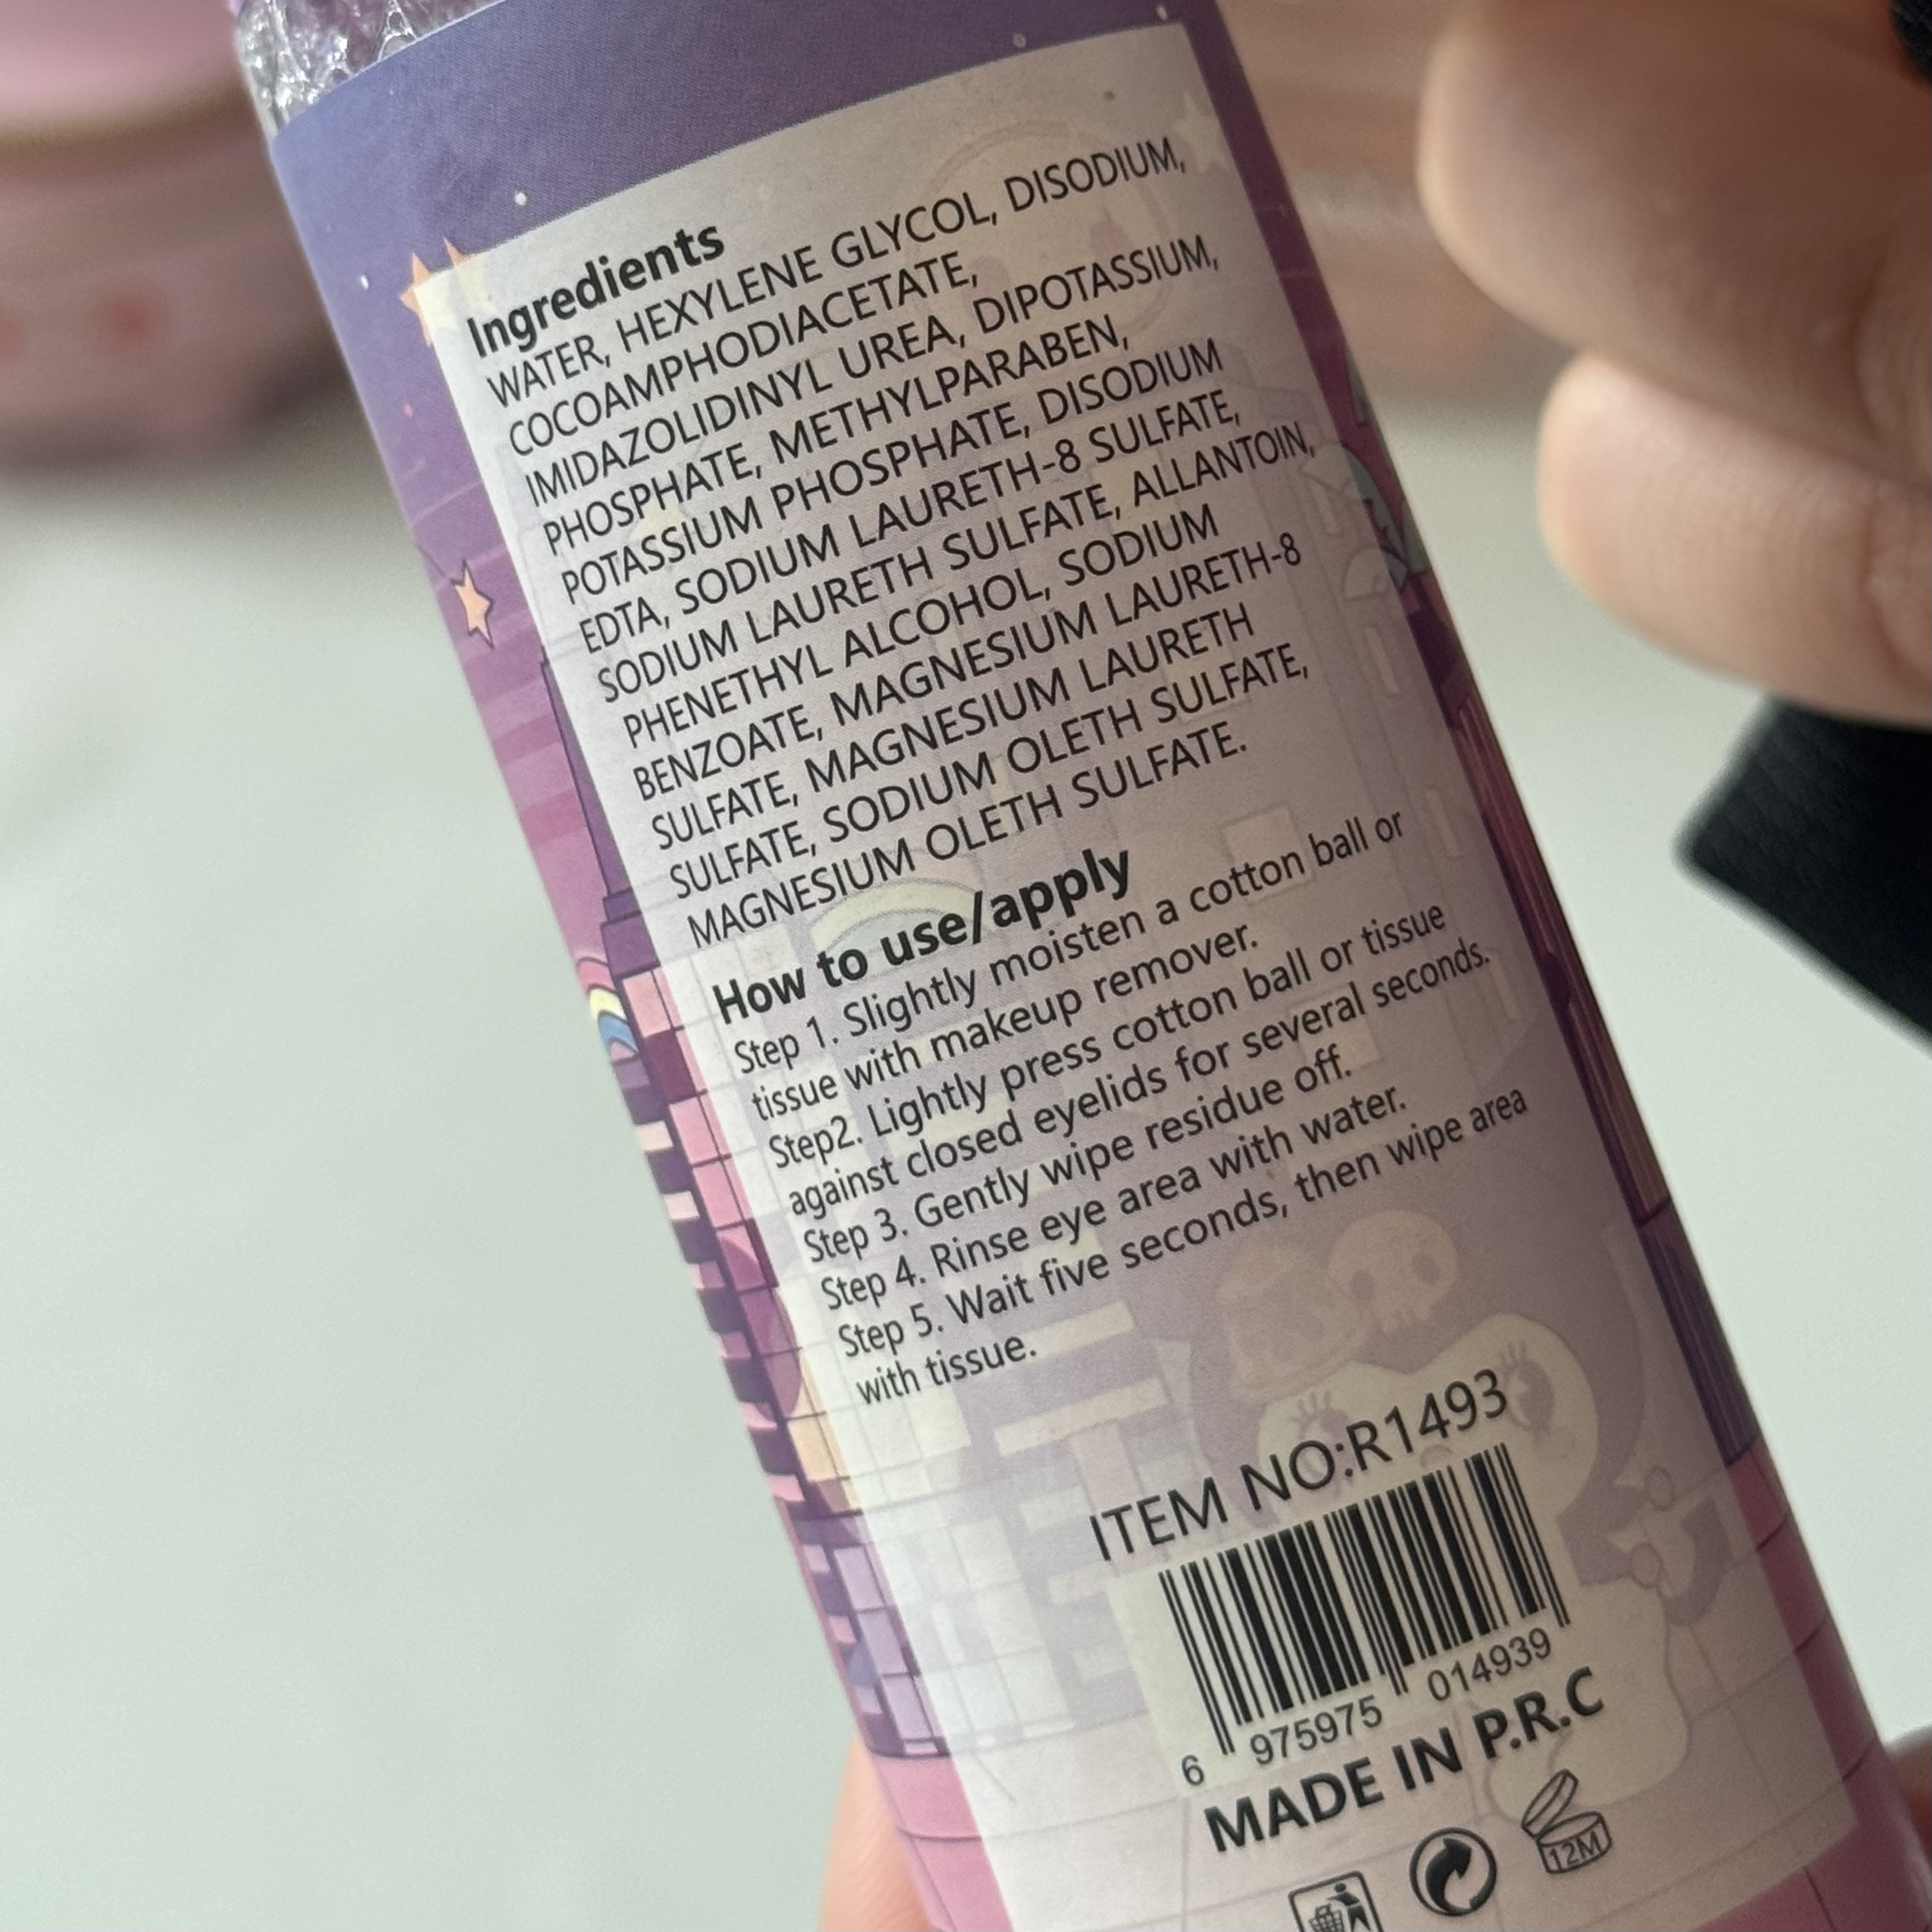 Ingredients
WATER, HEXYLENE GLYCOL, DISODIUM,
COCOAMPHODIACETATE,
IMIDAZOLIDINYL UREA, DIPOTASSIUM,
PHOSPHATE, METHYLPARABEN,
POTASSIUM PHOSPHATE, DISODIUM
EDTA, SODIUM LAURETH-8 SULFATE,
SODIUM LAURETH SULFATE, ALLANTOIN,
PHENETHYL ALCOHOL, SODIUM
BENZOATE, MAGNESIUM LAURETH-8
SULFATE, MAGNESIUM LAURETH
SULFATE, SODIUM OLETH SULFATE,
MAGNESIUM OLETH SULFATE.
How to use/apply
Step 1. Slightly moisten a cotton ball or
tissue with makeup remover.
Step2. Lightly press cotton ball or tissue
against closed eyelids for several seconds.
Step 3. Gently wipe residue off.
Step 4. Rinse eye area with water.
Step 5. Wait five seconds, then wipe area
with tissue.
ITEM NO:R1493
6 975975 014939
MADE IN P.R.C
12M